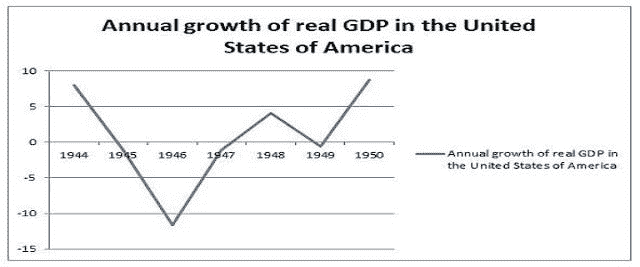 Annual growth of real GDP in the United
States of America
10
5
0
-5
-10
-15
1944 1945 1946 1947 1948 1949 1950
Annual growth of real GDP in
the United States of America